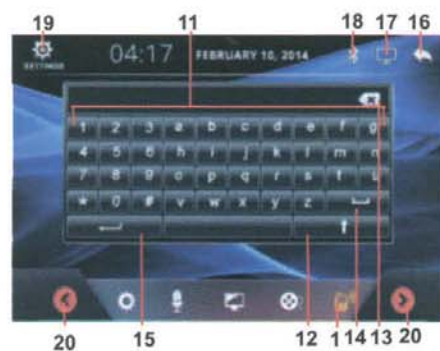 19 11 18 17 16
SETTINGS 04:17 FEBRUARY 10, 2014
1 2 3 a b c d e f g
4 5 6 h i j k l m n
7 8 9 o p q r s t u
* 0 # v w x y z
20 15 12 1 14 13 20